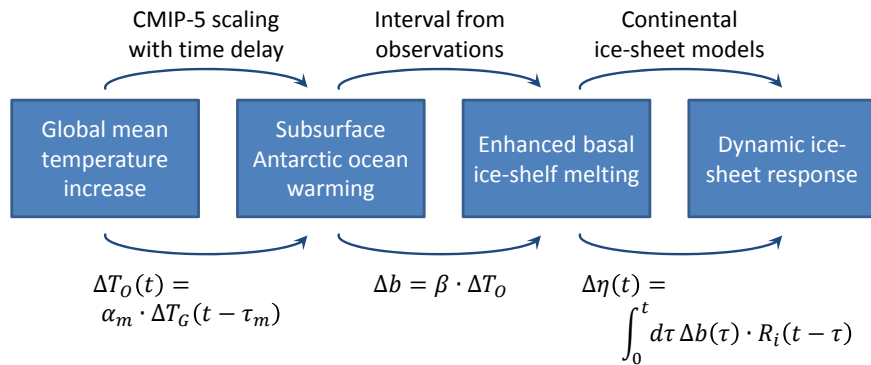 CMIP-5 scaling
with time delay
Interval from
observations
Continental
ice-sheet models
Global mean
temperature
increase
Subsurface
Antarctic ocean
warming
Enhanced basal
ice-shelf melting
Dynamic ice-
sheet response
ΔT_O(t) =
α_m · ΔT_G(t − τ_m)
Δb = β · ΔT_O
Δη(t) =
∫_0^t dτ Δb(τ) · R_i(t − τ)